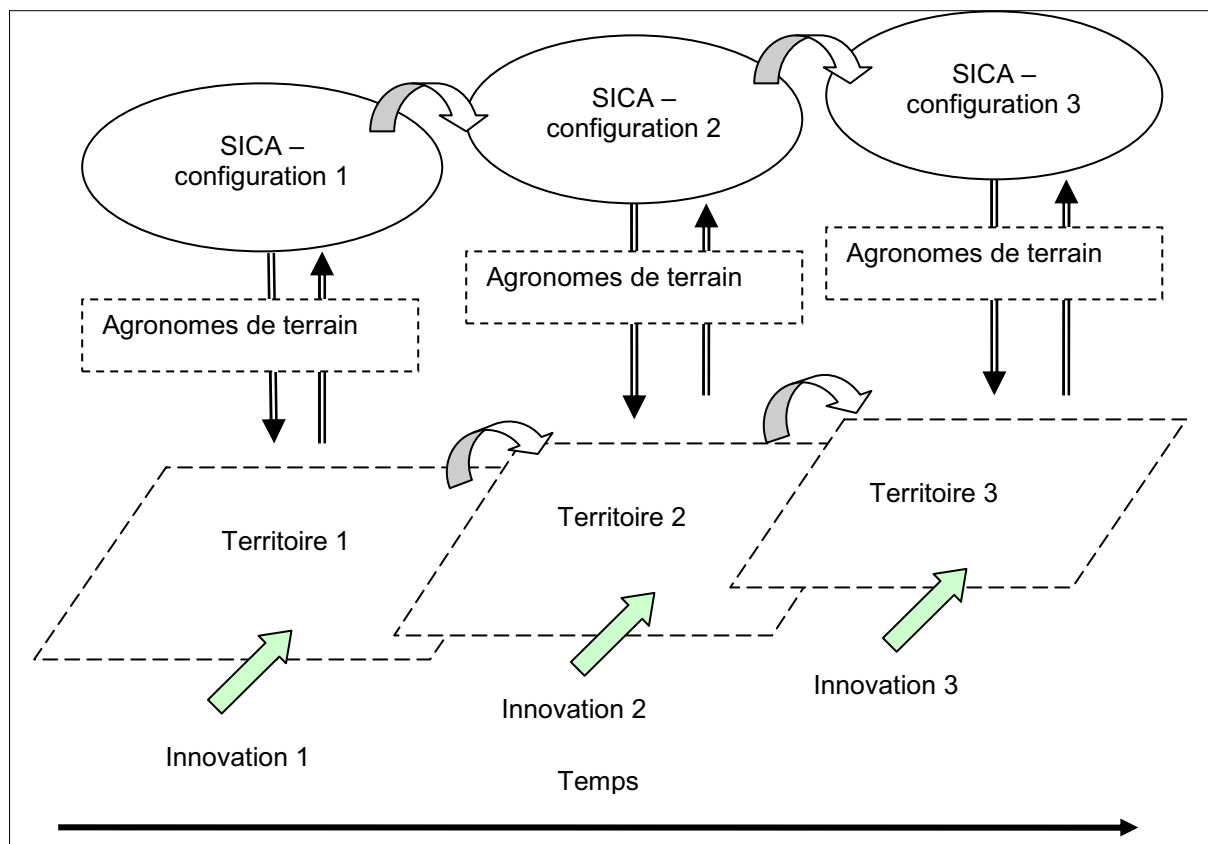 SICA –
configuration 1
SICA –
configuration 2
SICA –
configuration 3
Agronomes de terrain
Agronomes de terrain
Agronomes de terrain
Territoire 1
Territoire 2
Territoire 3
Innovation 1
Innovation 2
Innovation 3
Temps